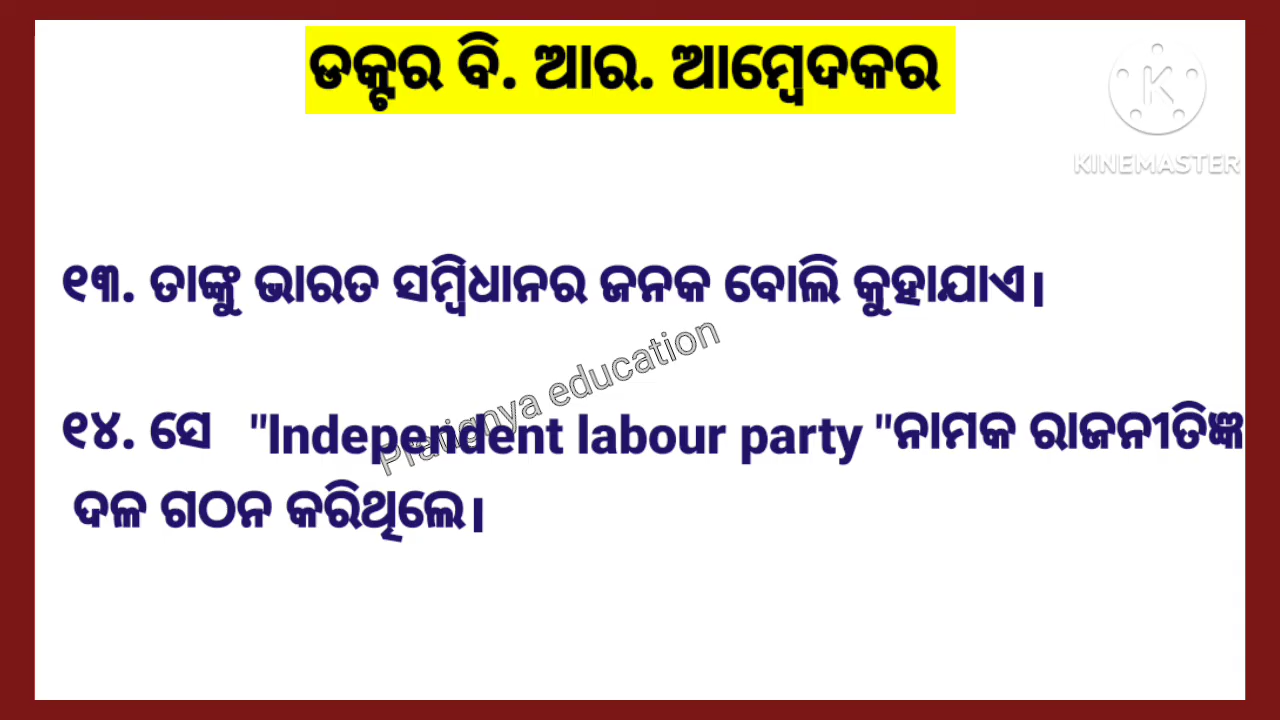 ଡକ୍ଟର ବି. ଆର. ଆମ୍ବେଦକର
KINEMASTER
୧୩. ତାଙ୍କୁ ଭାରତ ସମ୍ବିଧାନର ଜନକ ବୋଲି କୁହାଯାଏ।
Pratignya education
୧୪. ସେ "Independent labour party "ନାମକ ରାଜନୀତିଜ୍ଞ
ଦଳ ଗଠନ କରିଥିଲେ।